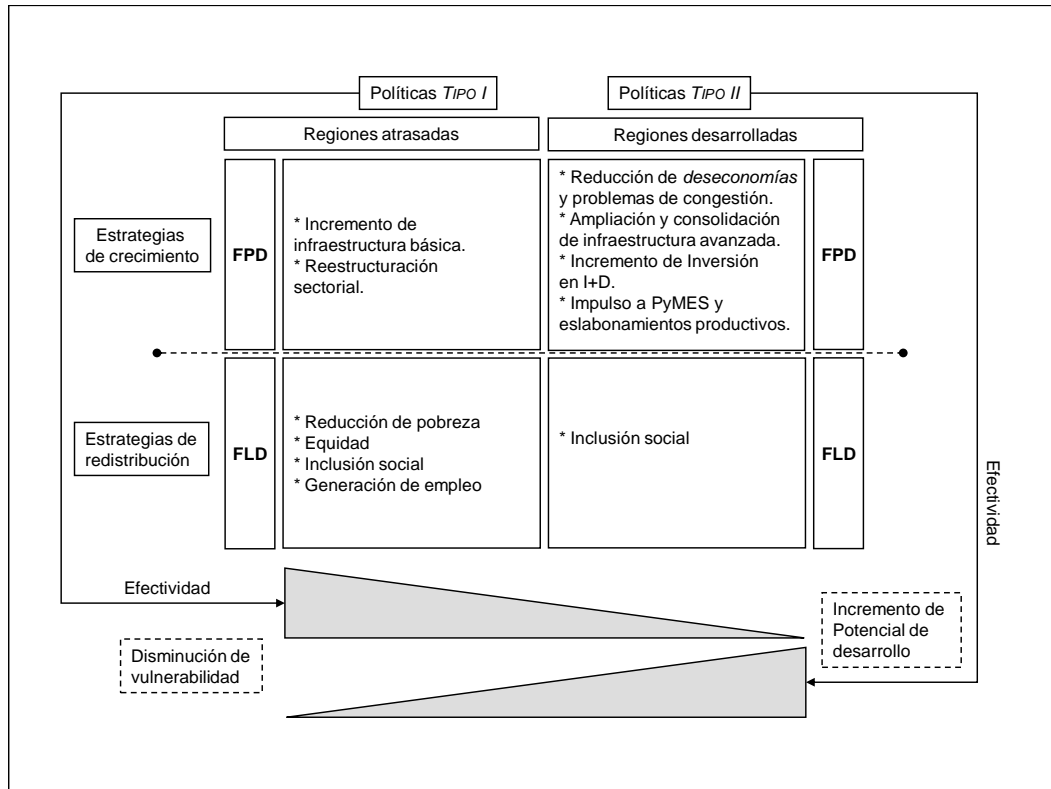 Políticas TIPO I
Políticas TIPO II
Regiones atrasadas
Regiones desarrolladas
Estrategias
de crecimiento
FPD
* Incremento de
infraestructura básica.
* Reestructuración
sectorial.
* Reducción de deseconomías
y problemas de congestión.
* Ampliación y consolidación
de infraestructura avanzada.
* Incremento de Inversión
en I+D.
* Impulso a PyMES y
eslabonamientos productivos.
FPD
Estrategias de
redistribución
FLD
* Reducción de pobreza
* Equidad
* Inclusión social
* Generación de empleo
* Inclusión social
FLD
Efectividad
Efectividad
Disminución de
vulnerabilidad
Incremento de
Potencial de
desarrollo